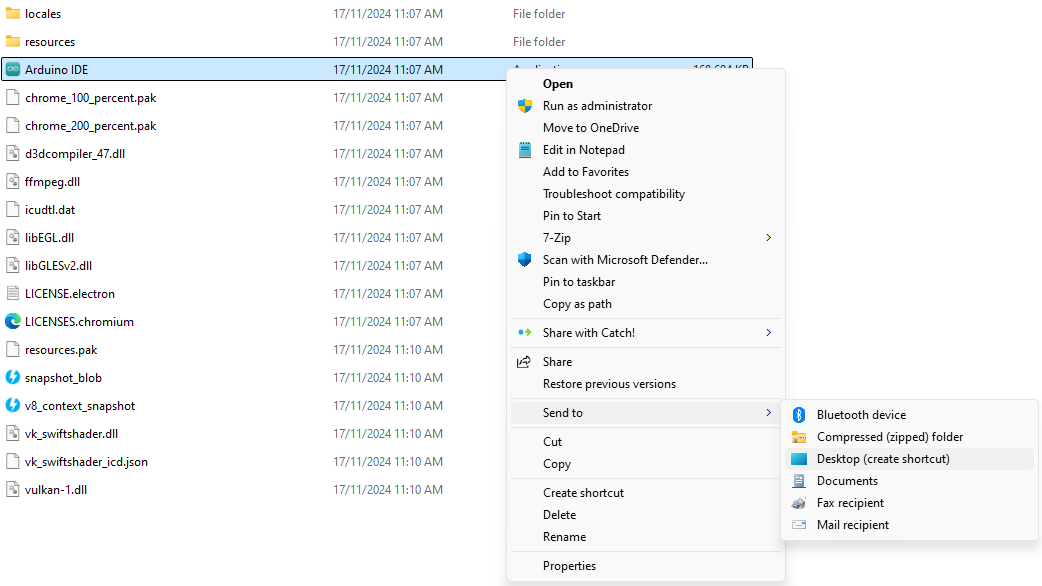 locales 17/11/2024 11:07 AM File folder
resources 17/11/2024 11:07 AM File folder
Arduino IDE 17/11/2024 11:07 AM
chrome_100_percent.pak 17/11/2024 11:07 AM
chrome_200_percent.pak 17/11/2024 11:07 AM
d3dcompiler_47.dll 17/11/2024 11:07 AM
ffmpeg.dll 17/11/2024 11:07 AM
icudtl.dat 17/11/2024 11:07 AM
libEGL.dll 17/11/2024 11:07 AM
libGLESv2.dll 17/11/2024 11:07 AM
LICENSE.electron 17/11/2024 11:07 AM
LICENSES.chromium 17/11/2024 11:07 AM
resources.pak 17/11/2024 11:10 AM
snapshot_blob 17/11/2024 11:10 AM
v8_context_snapshot 17/11/2024 11:10 AM
vk_swiftshader.dll 17/11/2024 11:10 AM
vk_swiftshader_icd.json 17/11/2024 11:10 AM
vulkan-1.dll 17/11/2024 11:10 AM
Open
Run as administrator
Move to OneDrive
Edit in Notepad
Add to Favorites
Troubleshoot compatibility
Pin to Start
7-Zip
Scan with Microsoft Defender...
Pin to taskbar
Copy as path
Share with Catch!
Share
Restore previous versions
Send to
Cut
Copy
Create shortcut
Delete
Rename
Properties
Bluetooth device
Compressed (zipped) folder
Desktop (create shortcut)
Documents
Fax recipient
Mail recipient